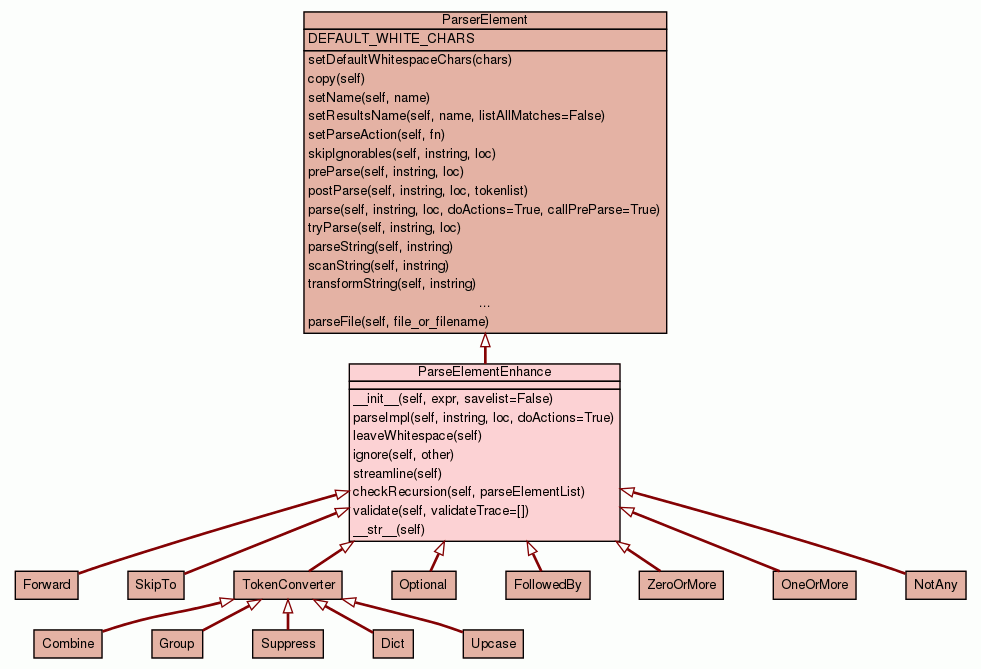 ParserElement
DEFAULT_WHITE_CHARS
setDefaultWhitespaceChars(chars)
copy(self)
setName(self, name)
setResultsName(self, name, listAllMatches=False)
setParseAction(self, fn)
skipIgnorables(self, instring, loc)
preParse(self, instring, loc)
postParse(self, instring, loc, tokenlist)
parse(self, instring, loc, doActions=True, callPreParse=True)
tryParse(self, instring, loc)
parseString(self, instring)
scanString(self, instring)
transformString(self, instring)
...
parseFile(self, file_or_filename)
ParseElementEnhance
__init__(self, expr, savelist=False)
parseImpl(self, instring, loc, doActions=True)
leaveWhitespace(self)
ignore(self, other)
streamline(self)
checkRecursion(self, parseElementList)
validate(self, validateTrace=[])
__str__(self)
Forward SkipTo TokenConverter Optional FollowedBy ZeroOrMore OneOrMore NotAny
Combine Group Suppress Dict Upcase